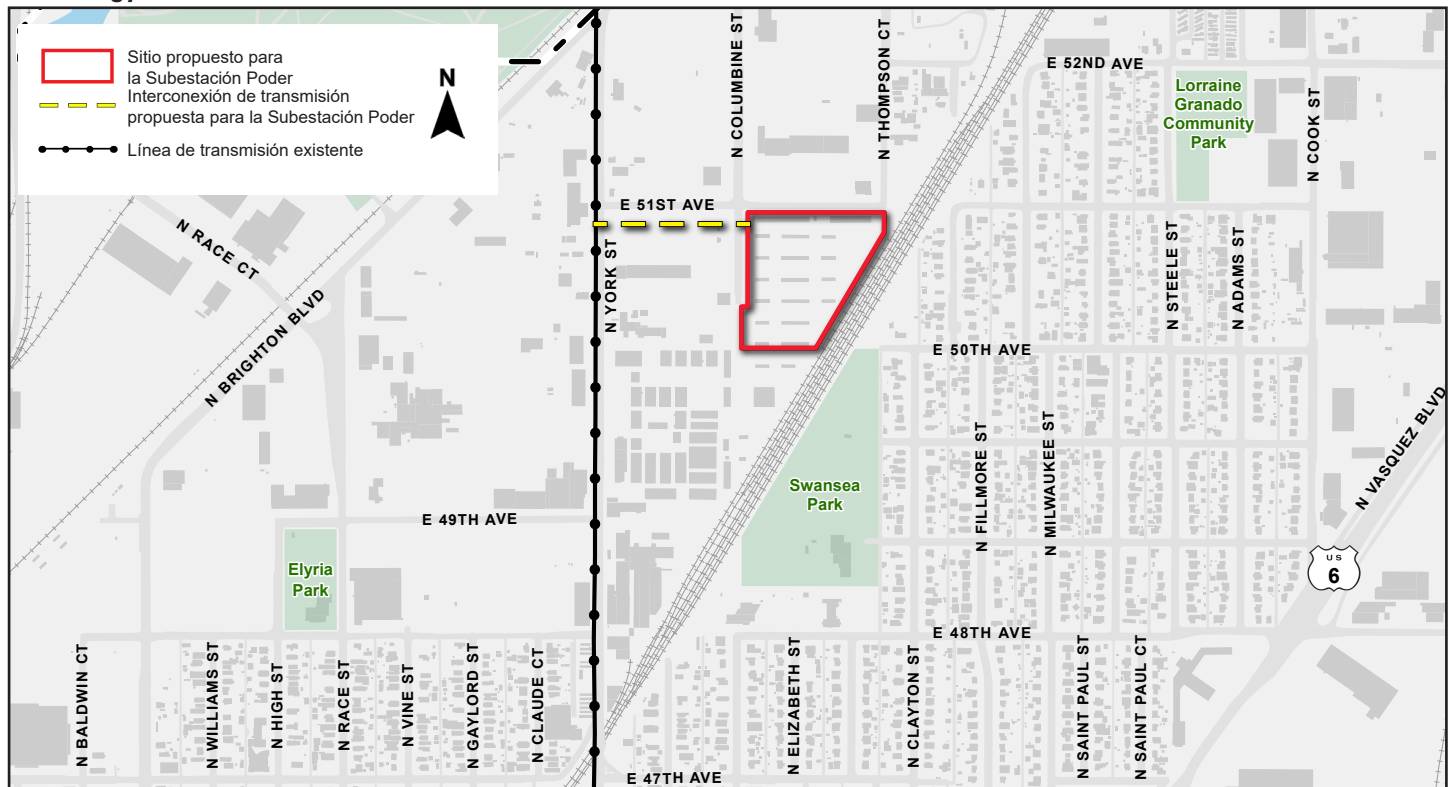 Sitio propuesto para
la Subestación Poder
Interconexión de transmisión
propuesta para la Subestación Poder
Línea de transmisión existente
N
N COLUMBINE ST
N THOMPSON CT
E 52ND AVE
Lorraine
Granado
Community
Park
N COOK ST
E 51ST AVE
N RACE CT
N YORK ST
N BRIGHTON BLVD
N STEELE ST
N ADAMS ST
E 50TH AVE
N VASQUEZ BLVD
N FILLMORE ST
N MILWAUKEE ST
Swansea
Park
E 49TH AVE
Elyria
Park
US
6
E 48TH AVE
N BALDWIN CT
N WILLIAMS ST
N HIGH ST
N RACE ST
N VINE ST
N GAYLORD ST
N CLAUDE CT
N ELIZABETH ST
N CLAYTON ST
N SAINT PAUL ST
N SAINT PAUL CT
E 47TH AVE